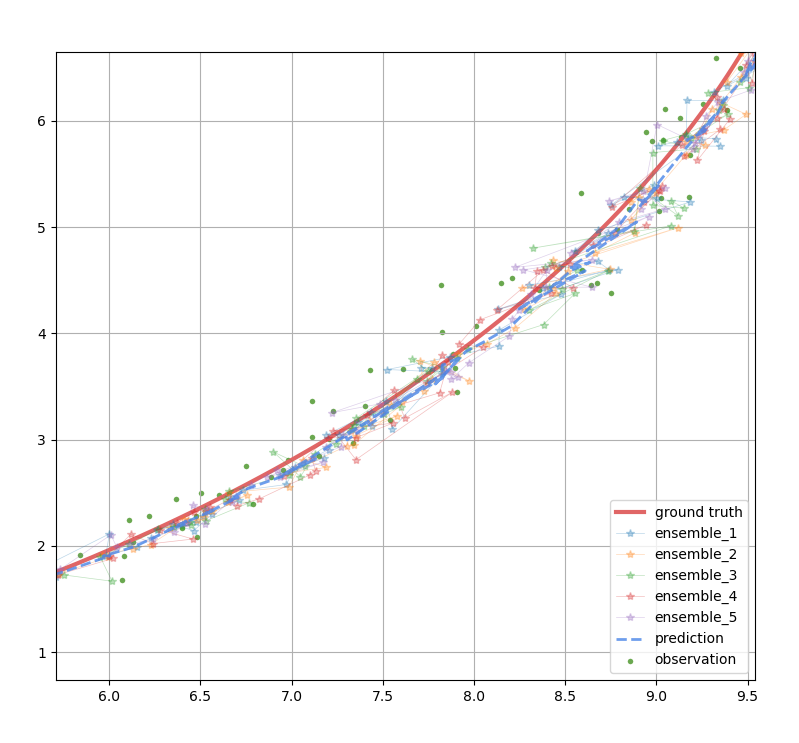 6
5
4
3
2
1
6.0 6.5 7.0 7.5 8.0 8.5 9.0 9.5
ground truth
ensemble_1
ensemble_2
ensemble_3
ensemble_4
ensemble_5
prediction
observation